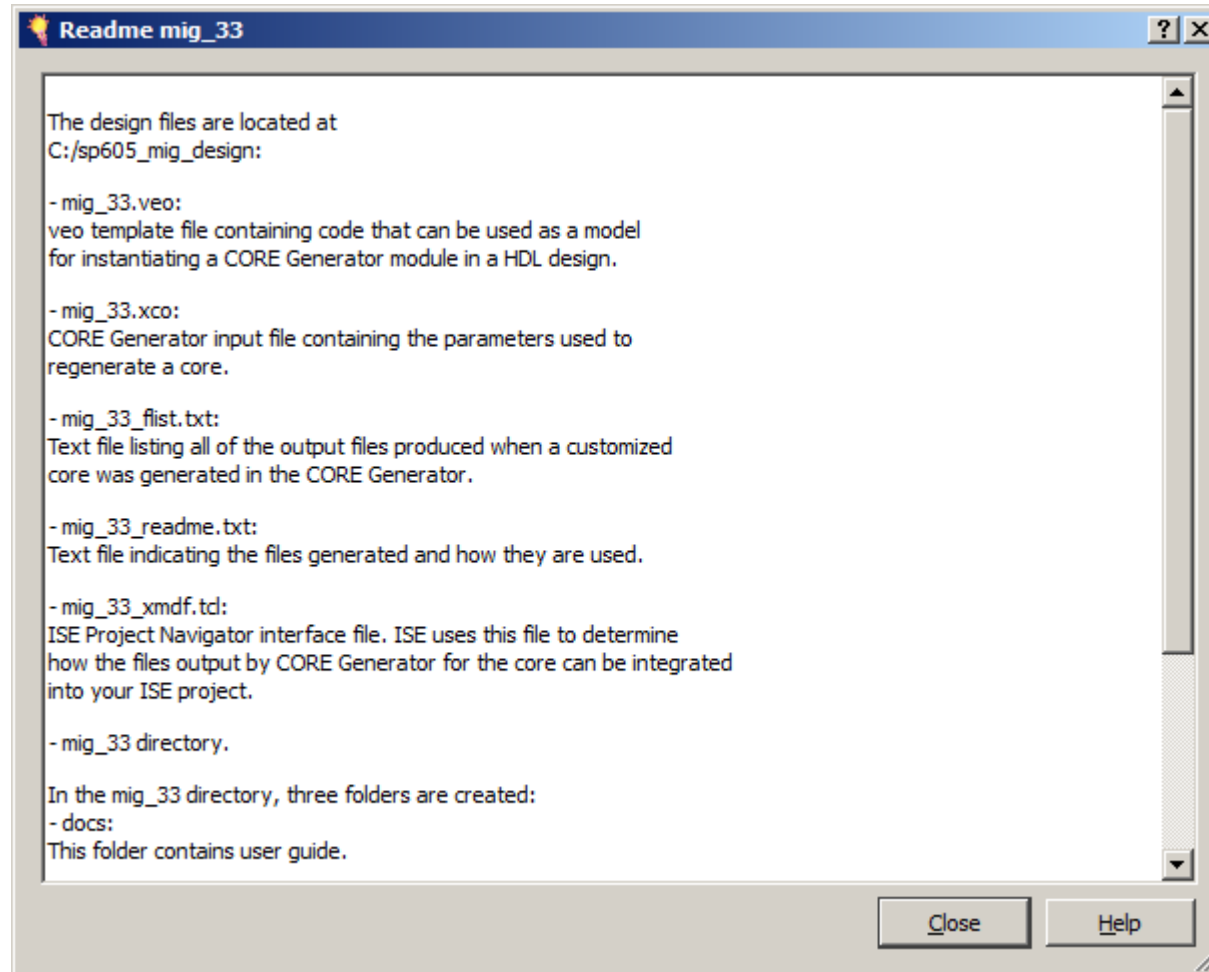 Readme mig_33
The design files are located at
C:/sp605_mig_design:
- mig_33.veo:
veo template file containing code that can be used as a model
for instantiating a CORE Generator module in a HDL design.
- mig_33.xco:
CORE Generator input file containing the parameters used to
regenerate a core.
- mig_33_flist.txt:
Text file listing all of the output files produced when a customized
core was generated in the CORE Generator.
- mig_33_readme.txt:
Text file indicating the files generated and how they are used.
- mig_33_xmdf.tcl:
ISE Project Navigator interface file. ISE uses this file to determine
how the files output by CORE Generator for the core can be integrated
into your ISE project.
- mig_33 directory.
In the mig_33 directory, three folders are created:
- docs:
This folder contains user guide.
Close Help